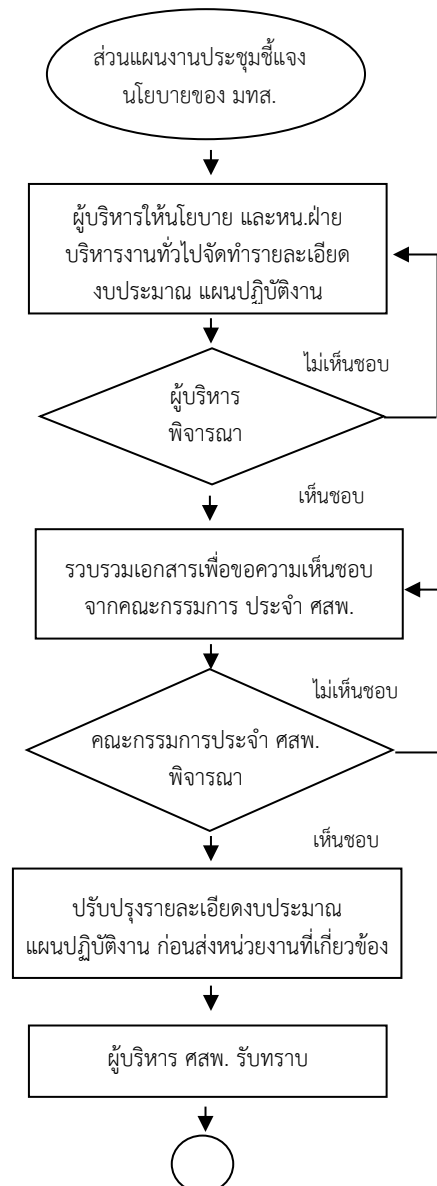 ส่วนแผนงานประชุมชี้แจง
นโยบายของ มทส.
ผู้บริหารให้นโยบาย และหน.ฝ่าย
บริหารงานทั่วไปจัดทำรายละเอียด
งบประมาณ แผนปฏิบัติงาน
ไม่เห็นชอบ
ผู้บริหาร
พิจารณา
เห็นชอบ
รวบรวมเอกสารเพื่อขอความเห็นชอบ
จากคณะกรรมการ ประจำ ศสพ.
ไม่เห็นชอบ
คณะกรรมการประจำ ศสพ.
พิจารณา
เห็นชอบ
ปรับปรุงรายละเอียดงบประมาณ
แผนปฏิบัติงาน ก่อนส่งหน่วยงานที่เกี่ยวข้อง
ผู้บริหาร ศสพ. รับทราบ